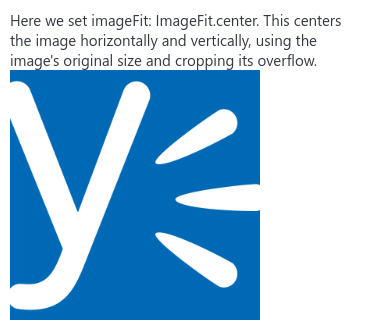 Here we set imageFit: ImageFit.center. This centers
the image horizontally and vertically, using the
image's original size and cropping its overflow.